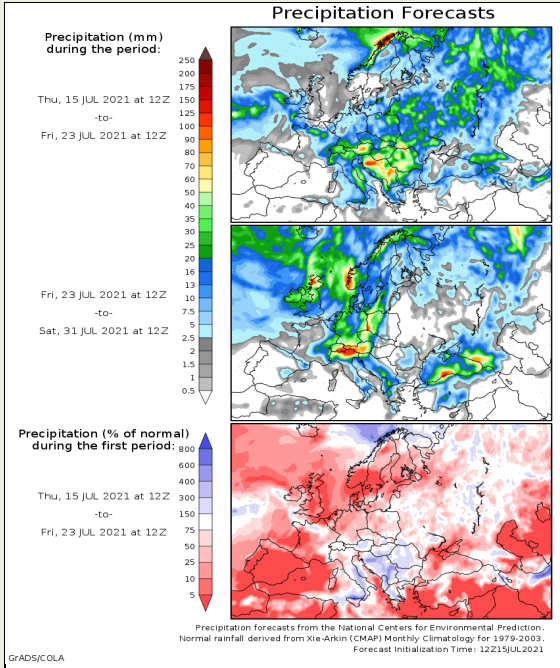 Precipitation Forecasts
Precipitation (mm)
during the period:
Thu, 15 JUL 2021 at 12Z
-to-
Fri, 23 JUL 2021 at 12Z
250
200
175
150
125
100
90
80
70
60
50
40
35
30
25
20
16
13
10
7.5
5
2.5
2
1.5
1
0.5
Fri, 23 JUL 2021 at 12Z
-to-
Sat, 31 JUL 2021 at 12Z
Precipitation (% of normal)
during the first period:
Thu, 15 JUL 2021 at 12Z
-to-
Fri, 23 JUL 2021 at 12Z
800
600
400
300
150
75
50
25
10
5
Precipitation forecasts from the National Centers for Environmental Prediction.
Normal rainfall derived from Xie-Arkin (CMAP) Monthly Climatology for 1979-2003.
Forecast Initialization Time: 12Z15JUL2021
GrADS/COLA